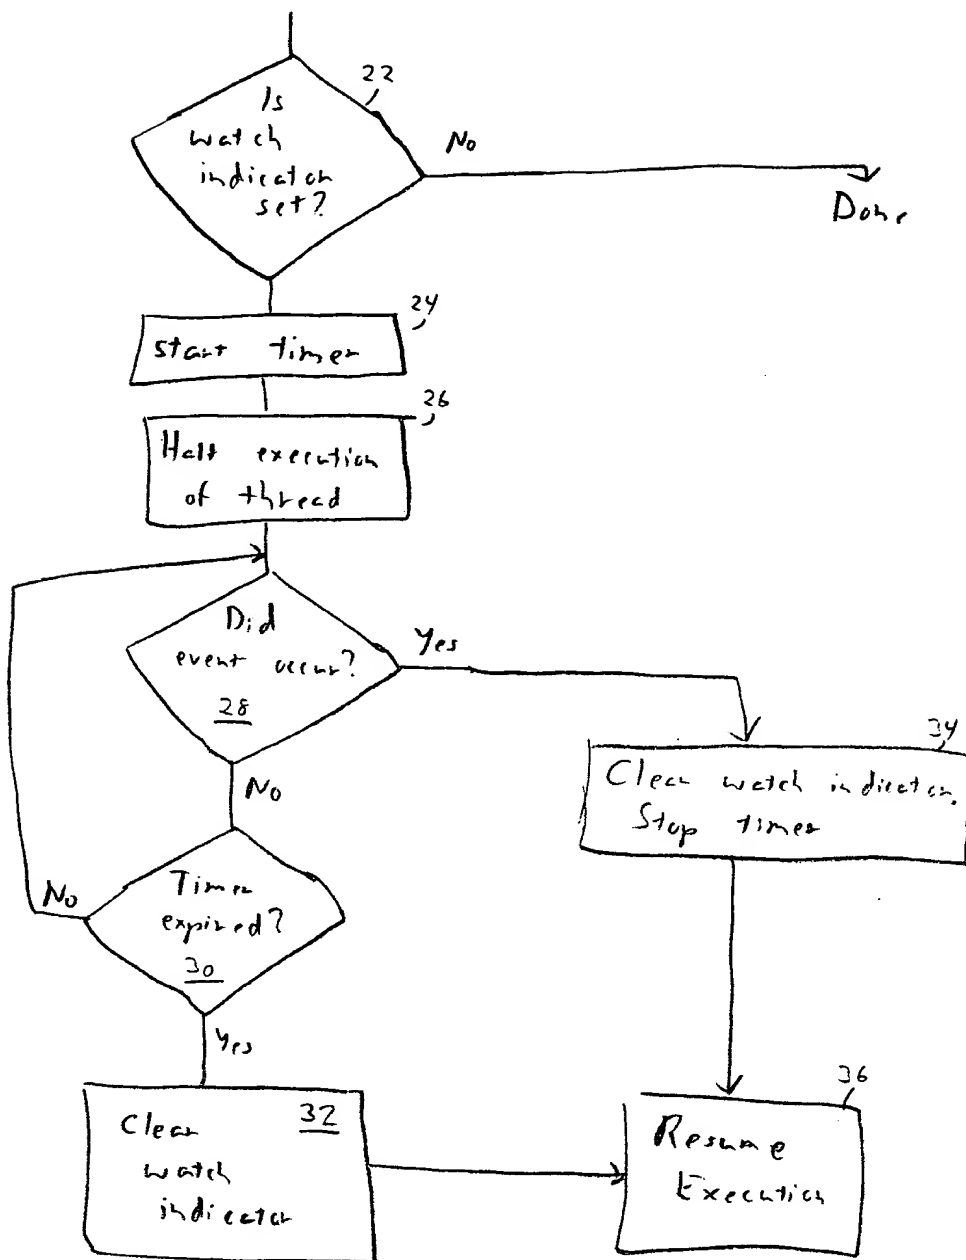 22
Is
watch
indicator
set?
No
Done
24
start timer
26
Halt execution
of thread
Did
event occur?
28
Yes
No
34
Clear watch indicator.
Stop timer
Timer
expired?
30
No
Yes
Clear
watch
indicator
32
36
Resume
Execution